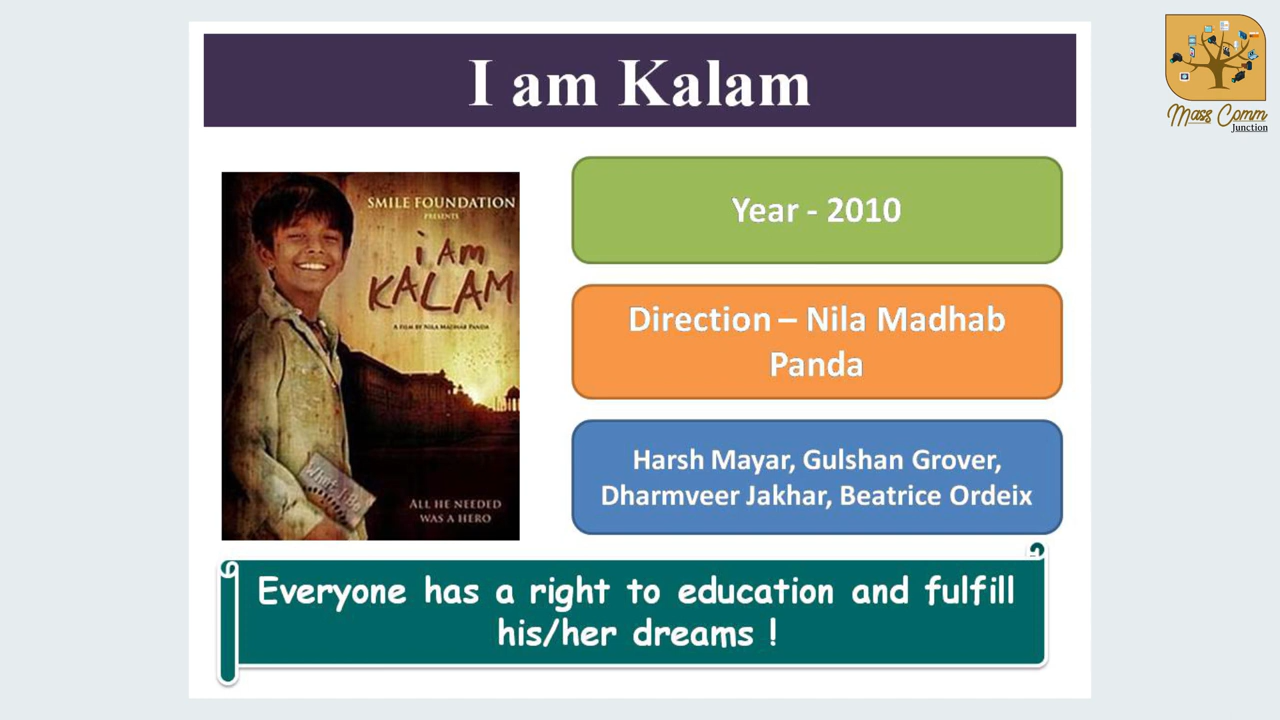 I am Kalam
Mass Comm
Junction
SMILE FOUNDATION
PRESENTS
i Am
KALAM
A FILM BY NILA MADHAB PANDA
ALL HE NEEDED
WAS A HERO
Year - 2010
Direction – Nila Madhab
Panda
Harsh Mayar, Gulshan Grover,
Dharmveer Jakhar, Beatrice Ordeix
Everyone has a right to education and fulfill
his/her dreams !